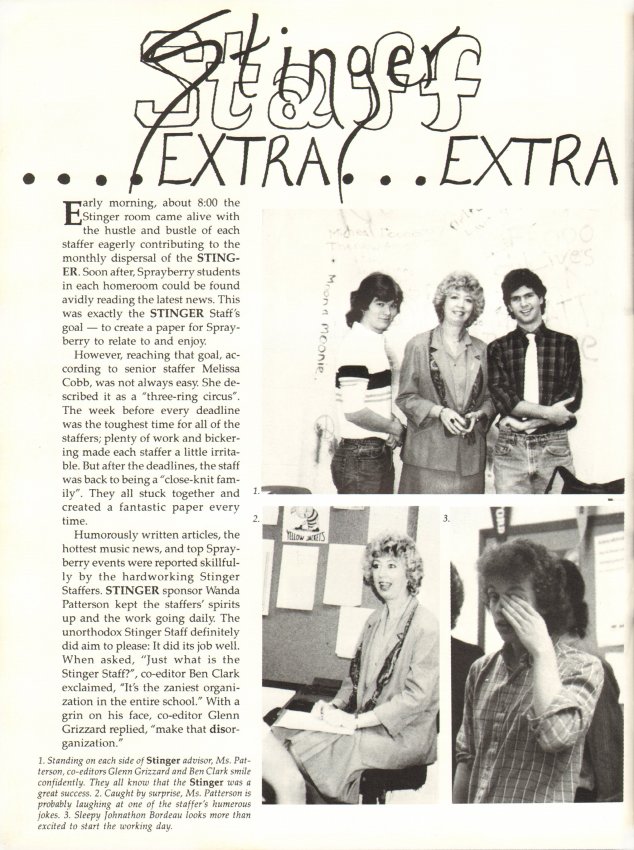 Stinger
Staff
....EXTRA...EXTRA
Early morning, about 8:00 the
Stinger room came alive with
the hustle and bustle of each
staffer eagerly contributing to the
monthly dispersal of the STING-
ER. Soon after, Sprayberry students
in each homeroom could be found
avidly reading the latest news. This
was exactly the STINGER Staff's
goal — to create a paper for Spray-
berry to relate to and enjoy.
However, reaching that goal, ac-
cording to senior staffer Melissa
Cobb, was not always easy. She de-
scribed it as a "three-ring circus".
The week before every deadline
was the toughest time for all of the
staffers; plenty of work and bicker-
ing made each staffer a little irrita-
ble. But after the deadlines, the staff
was back to being a "close-knit fam-
ily". They all stuck together and
created a fantastic paper every
time.
Humorously written articles, the
hottest music news, and top Spray-
berry events were reported skillful-
ly by the hardworking Stinger
Staffers. STINGER sponsor Wanda
Patterson kept the staffers' spirits
up and the work going daily. The
unorthodox Stinger Staff definitely
did aim to please: It did its job well.
When asked, "Just what is the
Stinger Staff?", co-editor Ben Clark
exclaimed, "It's the zaniest organi-
zation in the entire school." With a
grin on his face, co-editor Glenn
Grizzard replied, "make that disor-
ganization."
Moona Moonie.
1.
2.
YELLOW JACKETS
3.
1. Standing on each side of Stinger advisor, Ms. Pat-
terson, co-editors Glenn Grizzard and Ben Clark smile
confidently. They all know that the Stinger was a
great success. 2. Caught by surprise, Ms. Patterson is
probably laughing at one of the staffer's humerous
jokes. 3. Sleepy Johnathon Bordeau looks more than
excited to start the working day.